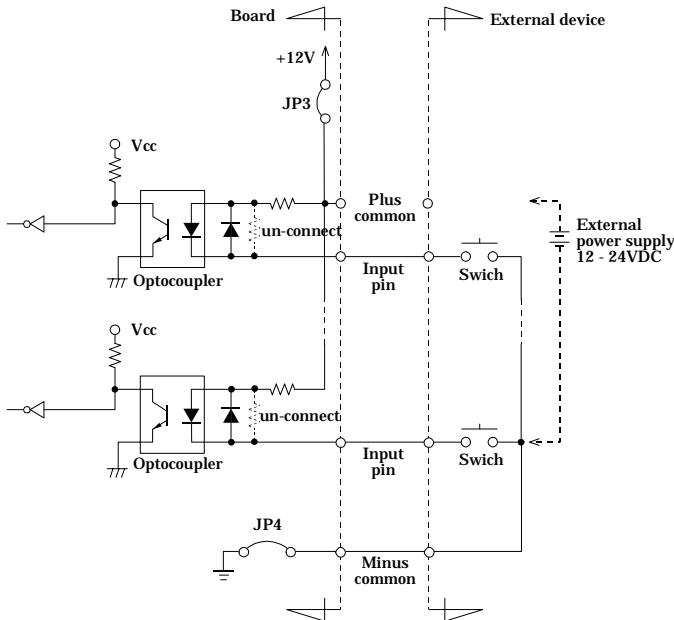 Board
External device
+12V
JP3
Vcc
Plus
common
un-connect
External
power supply
12 - 24VDC
Input
pin
Swich
Optocoupler
Vcc
un-connect
Input
pin
Swich
Optocoupler
JP4
Minus
common